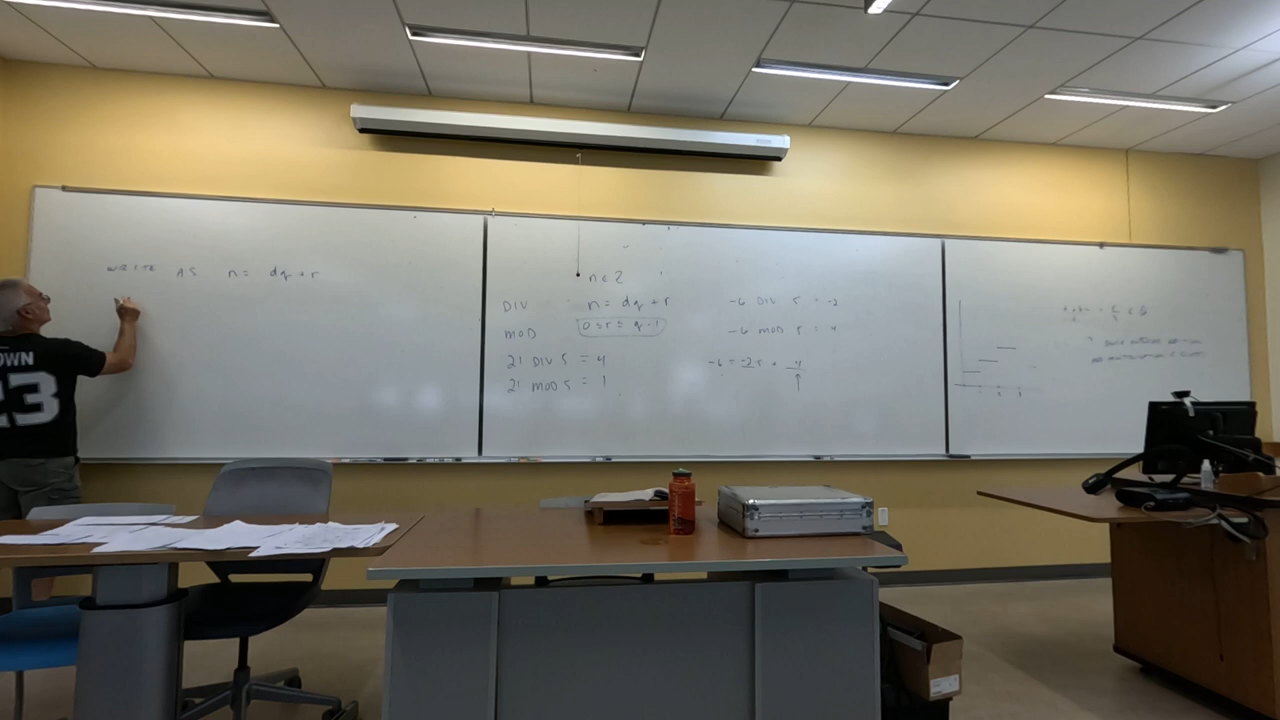 WRITE AS n = dq + r
OWN
23
n ∈ Z
DIV n = dq + r
MOD 0 ≤ r ≤ q-1
21 DIV 5 = 4
21 MOD 5 = 1
-6 DIV 5 = -2
-6 MOD 5 = 4
-6 = -2 5 + 4